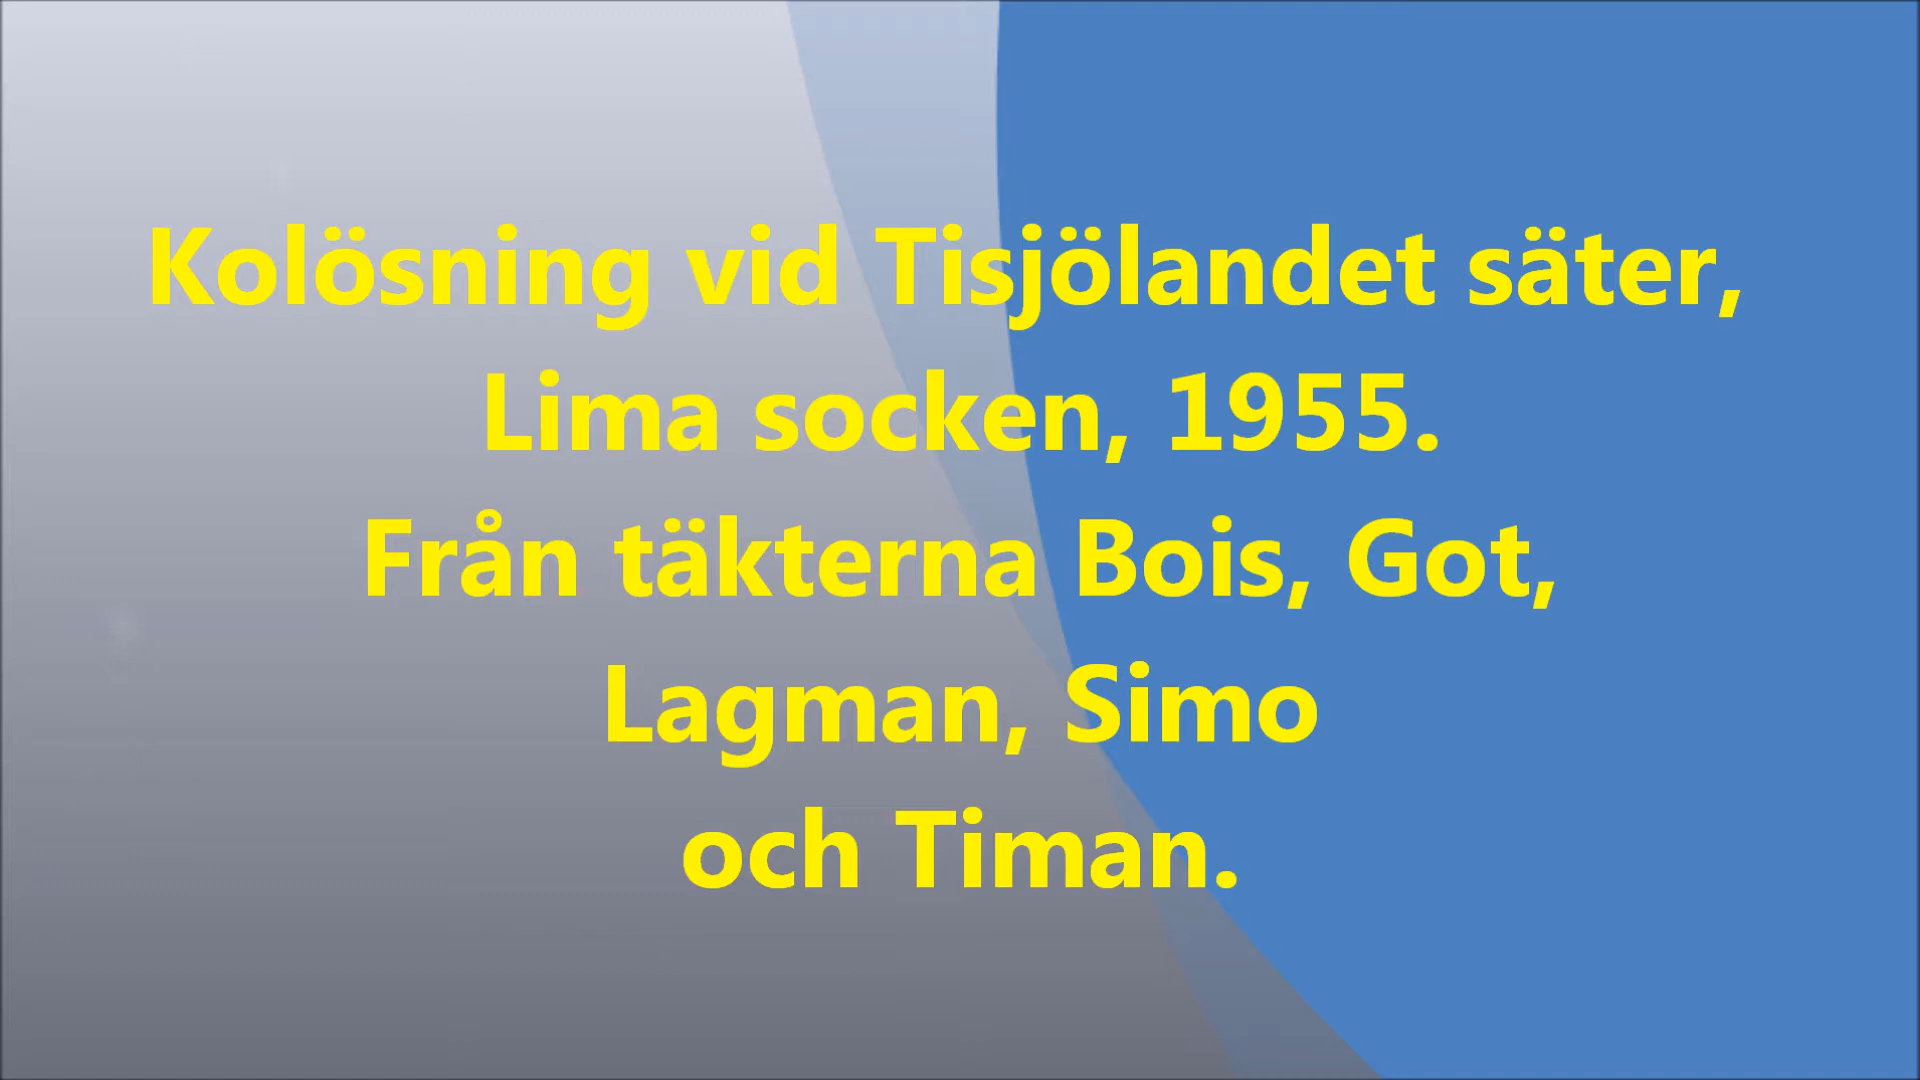 Kolösning vid Tisjölandet säter,
Lima socken, 1955.
Från täkterna Bois, Got,
Lagman, Simo
och Timan.